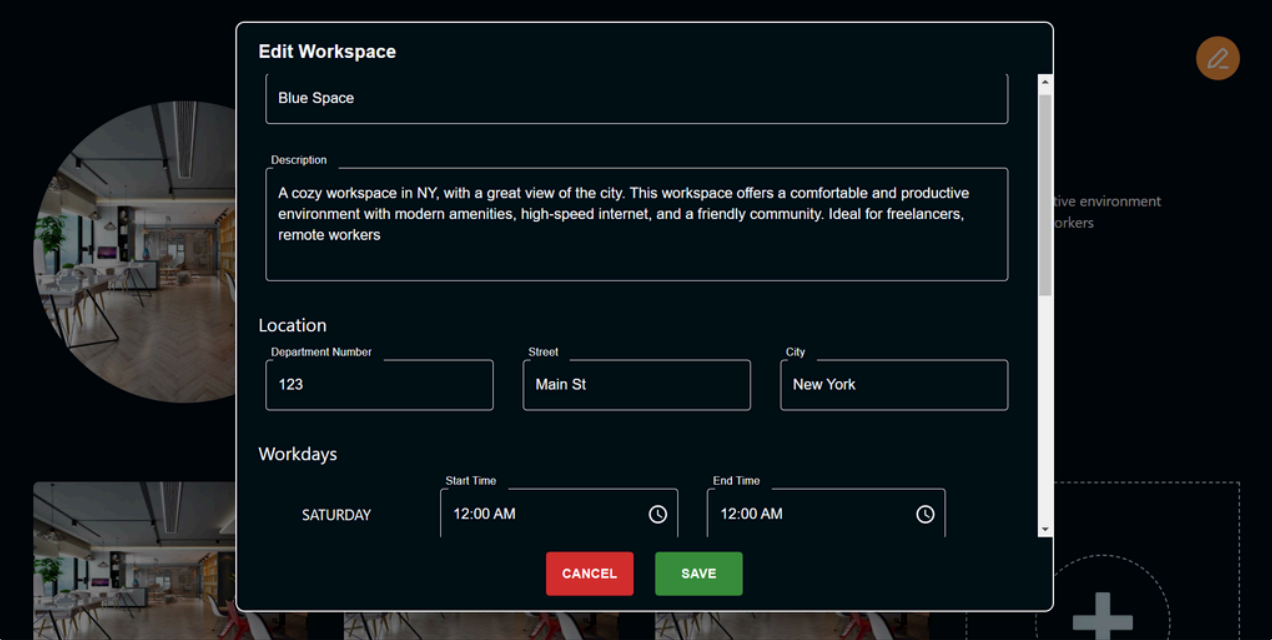 Edit Workspace
Blue Space
Description
A cozy workspace in NY, with a great view of the city. This workspace offers a comfortable and productive
environment with modern amenities, high-speed internet, and a friendly community. Ideal for freelancers,
remote workers
tive environment
orkers
Location
Department Number
Street
City
123
Main St
New York
Workdays
Start Time
End Time
SATURDAY
12:00 AM
12:00 AM
CANCEL
SAVE